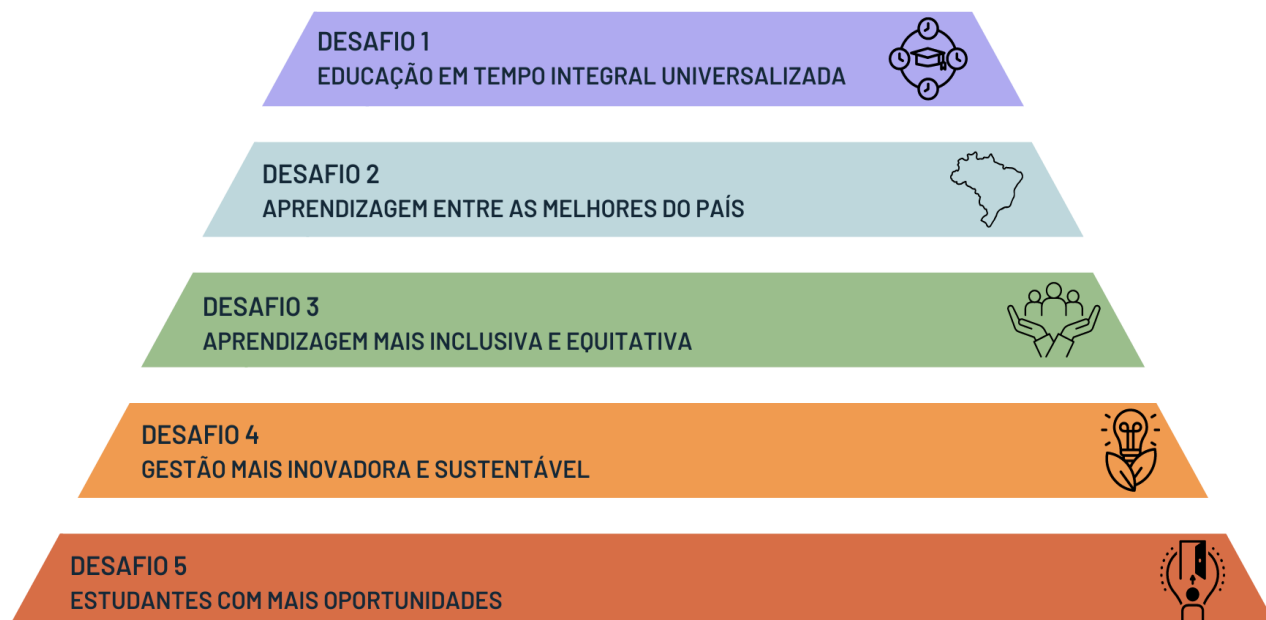 DESAFIO 1
EDUCAÇÃO EM TEMPO INTEGRAL UNIVERSALIZADA
DESAFIO 2
APRENDIZAGEM ENTRE AS MELHORES DO PAÍS
DESAFIO 3
APRENDIZAGEM MAIS INCLUSIVA E EQUITATIVA
DESAFIO 4
GESTÃO MAIS INOVADORA E SUSTENTÁVEL
DESAFIO 5
ESTUDANTES COM MAIS OPORTUNIDADES